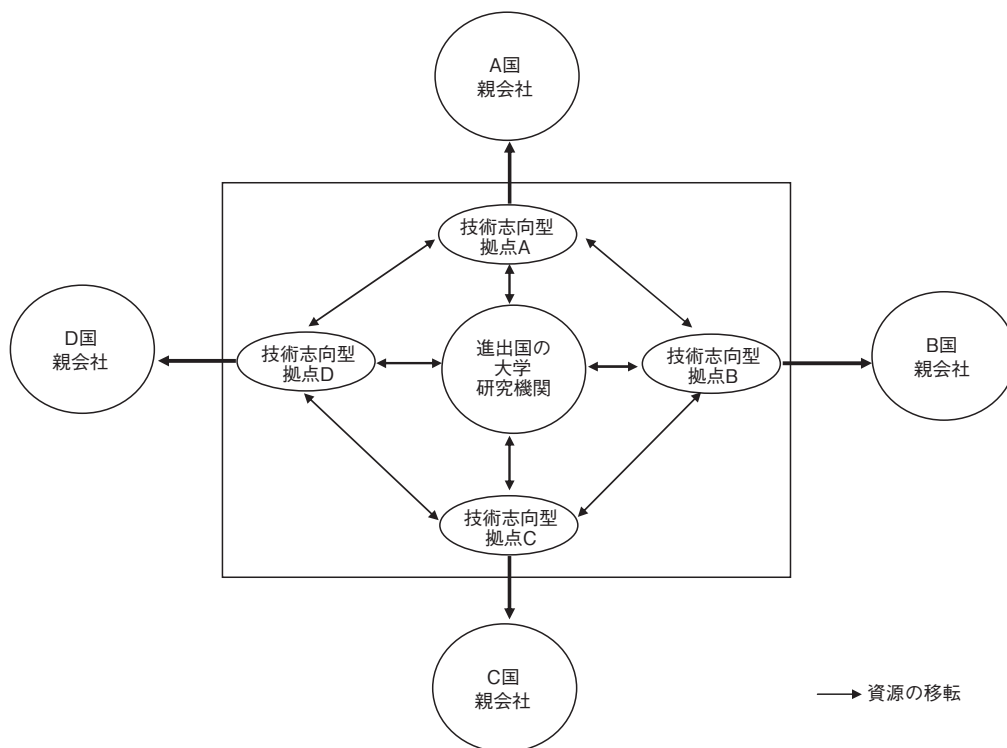 A国
親会社
技術志向型
拠点A
D国
親会社
技術志向型
拠点D
進出国の
大学
研究機関
技術志向型
拠点B
B国
親会社
技術志向型
拠点C
C国
親会社
資源の移転